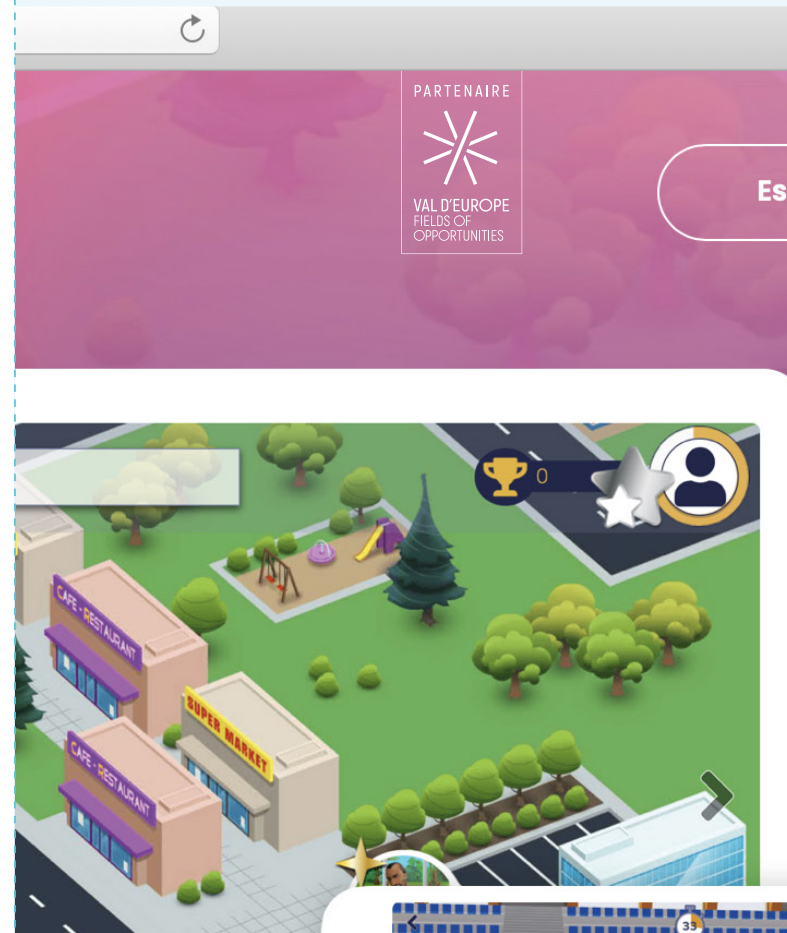 PARTENAIRE
VAL D'EUROPE
FIELDS OF
OPPORTUNITIES
Es
0
CAFE - RESTAURANT
SUPER MARKET
CAFE - RESTAURANT
33